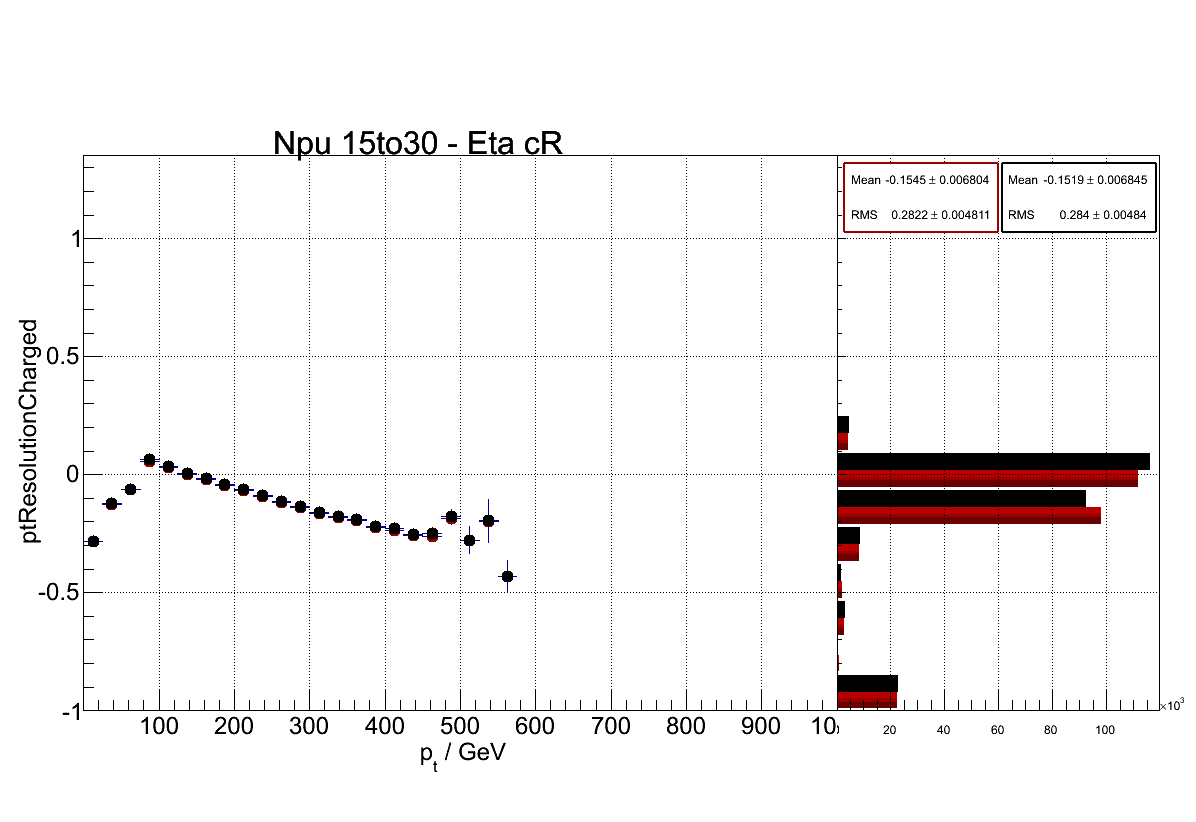 Npu 15to30 - Eta cR
Mean -0.1545 ± 0.006804
RMS 0.2822 ± 0.004811
Mean -0.1519 ± 0.006845
RMS 0.284 ± 0.00484
ptResolutionCharged
1
0.5
0
-0.5
-1
100 200 300 400 500 600 700 800 900 10
20 40 60 80 100
×10³
p_t / GeV